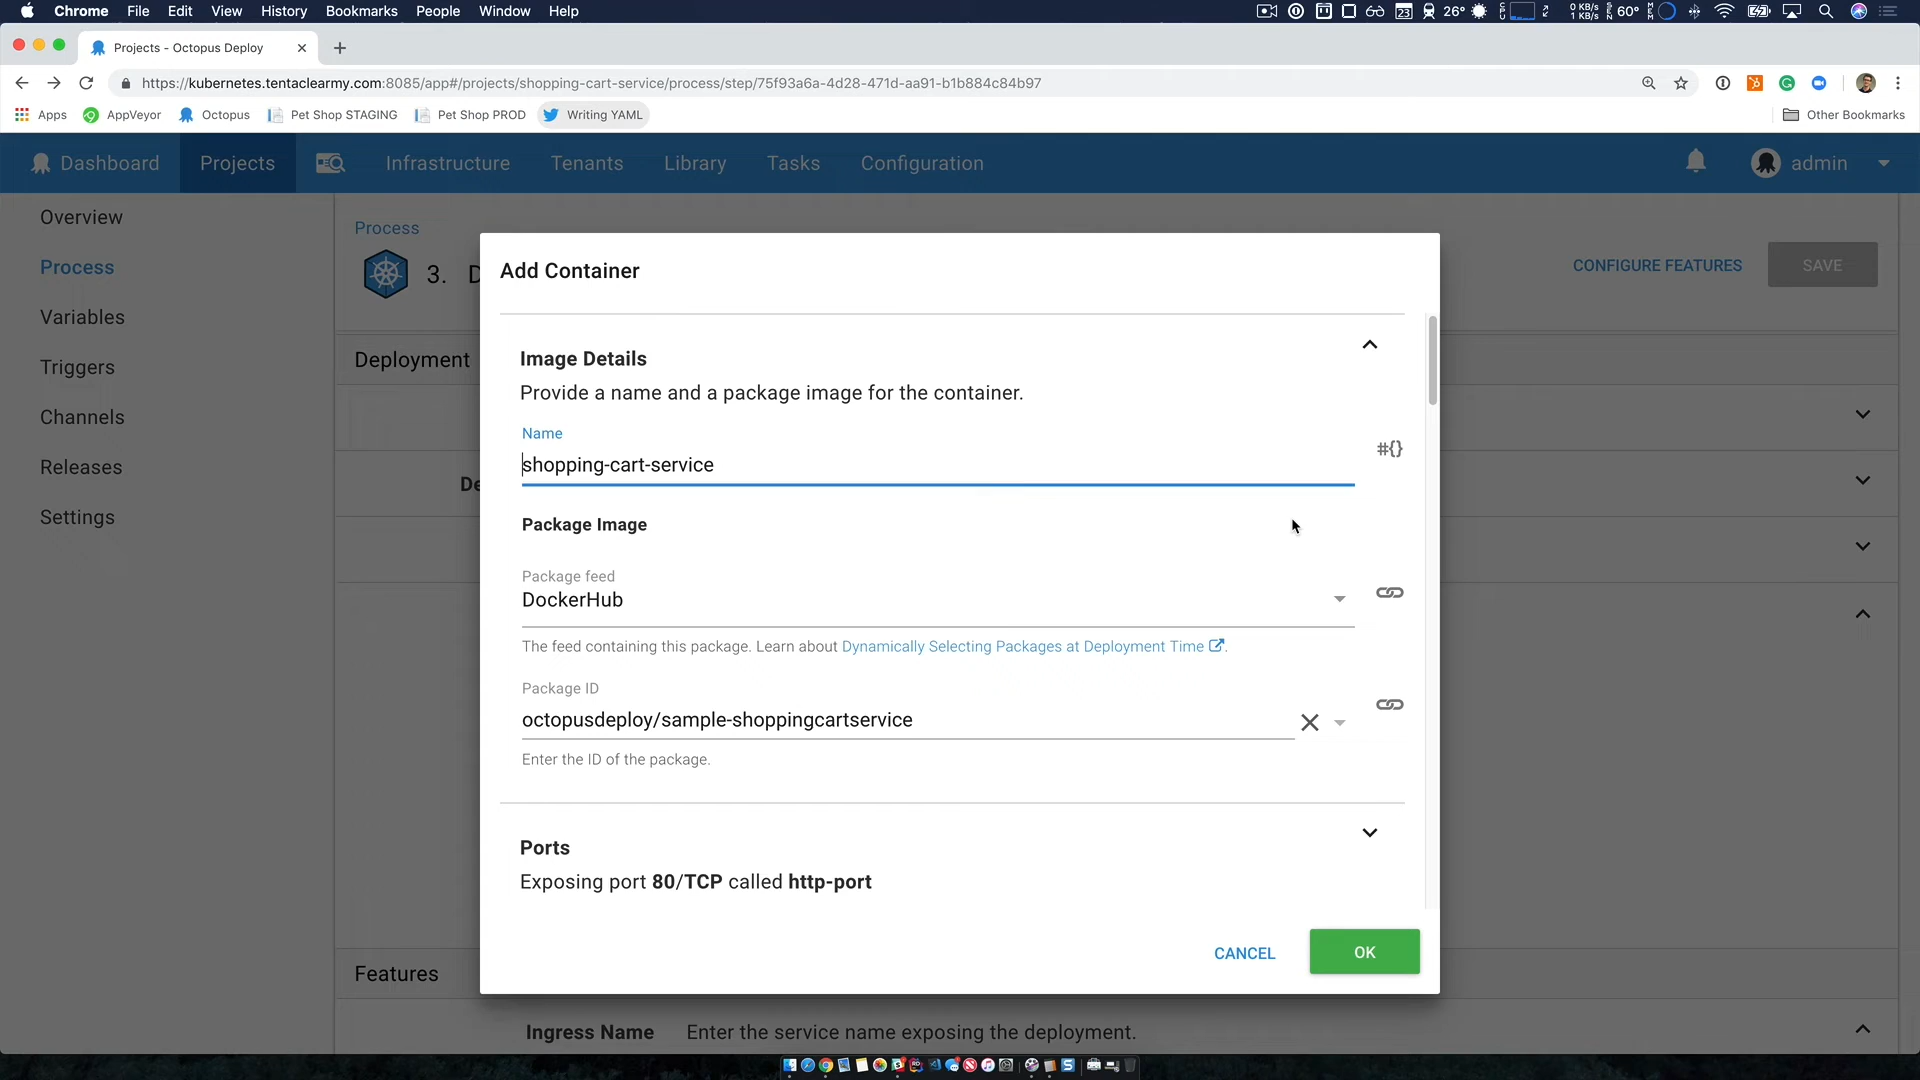 Chrome File Edit View History Bookmarks People Window Help
23 26° 0 KB/s 1 KB/s 60°
Projects - Octopus Deploy
https://kubernetes.tentaclearmy.com:8085/app#/projects/shopping-cart-service/process/step/75f93a6a-4d28-471d-aa91-b1b884c84b97
Apps AppVeyor Octopus Pet Shop STAGING Pet Shop PROD Writing YAML Other Bookmarks
Dashboard Projects Infrastructure Tenants Library Tasks Configuration admin
Overview
Process
Variables
Triggers
Channels
Releases
Settings
Process
3. D
CONFIGURE FEATURES SAVE
Deployment
De
Add Container
Image Details
Provide a name and a package image for the container.
Name
shopping-cart-service
#{}
Package Image
Package feed
DockerHub
The feed containing this package. Learn about Dynamically Selecting Packages at Deployment Time.
Package ID
octopusdeploy/sample-shoppingcartservice
Enter the ID of the package.
Ports
Exposing port 80/TCP called http-port
CANCEL OK
Features
Ingress Name Enter the service name exposing the deployment.